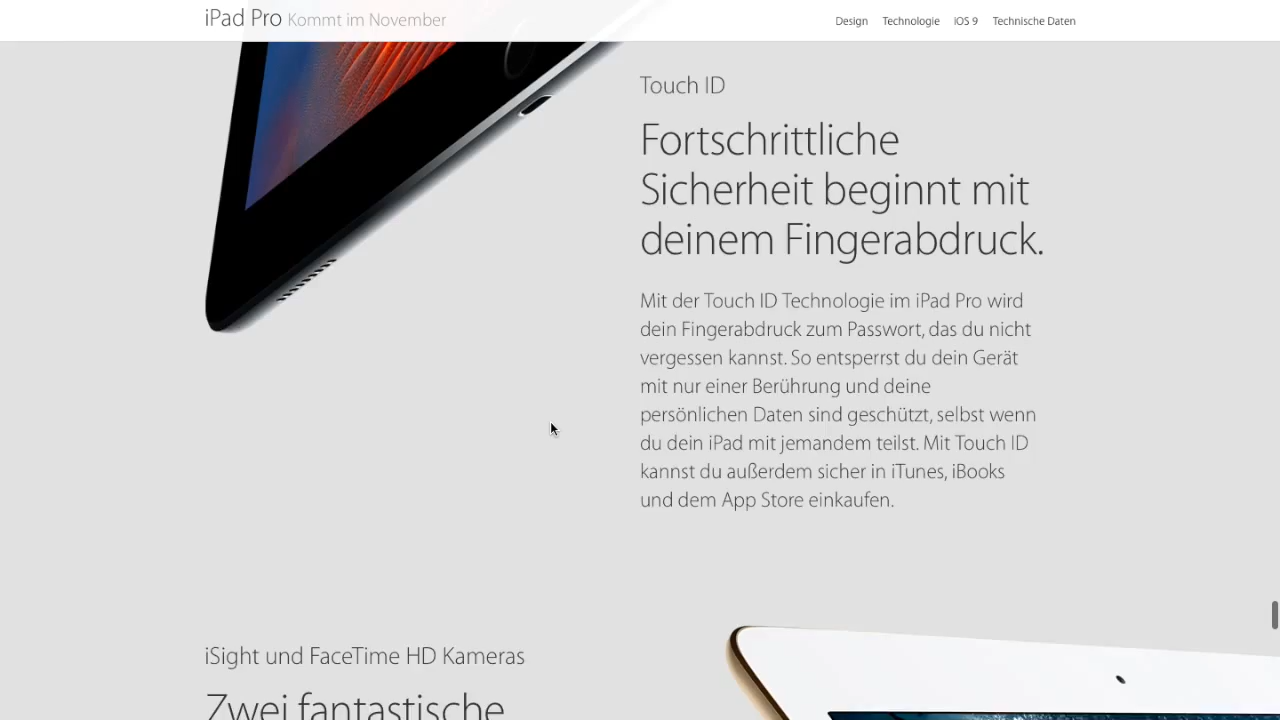 iPad Pro Kommt im November
Design Technologie iOS 9 Technische Daten
Touch ID
Fortschrittliche
Sicherheit beginnt mit
deinem Fingerabdruck.
Mit der Touch ID Technologie im iPad Pro wird
dein Fingerabdruck zum Passwort, das du nicht
vergessen kannst. So entsperrst du dein Gerät
mit nur einer Berührung und deine
persönlichen Daten sind geschützt, selbst wenn
du dein iPad mit jemandem teilst. Mit Touch ID
kannst du außerdem sicher in iTunes, iBooks
und dem App Store einkaufen.
iSight und FaceTime HD Kameras
Zwei fantastische